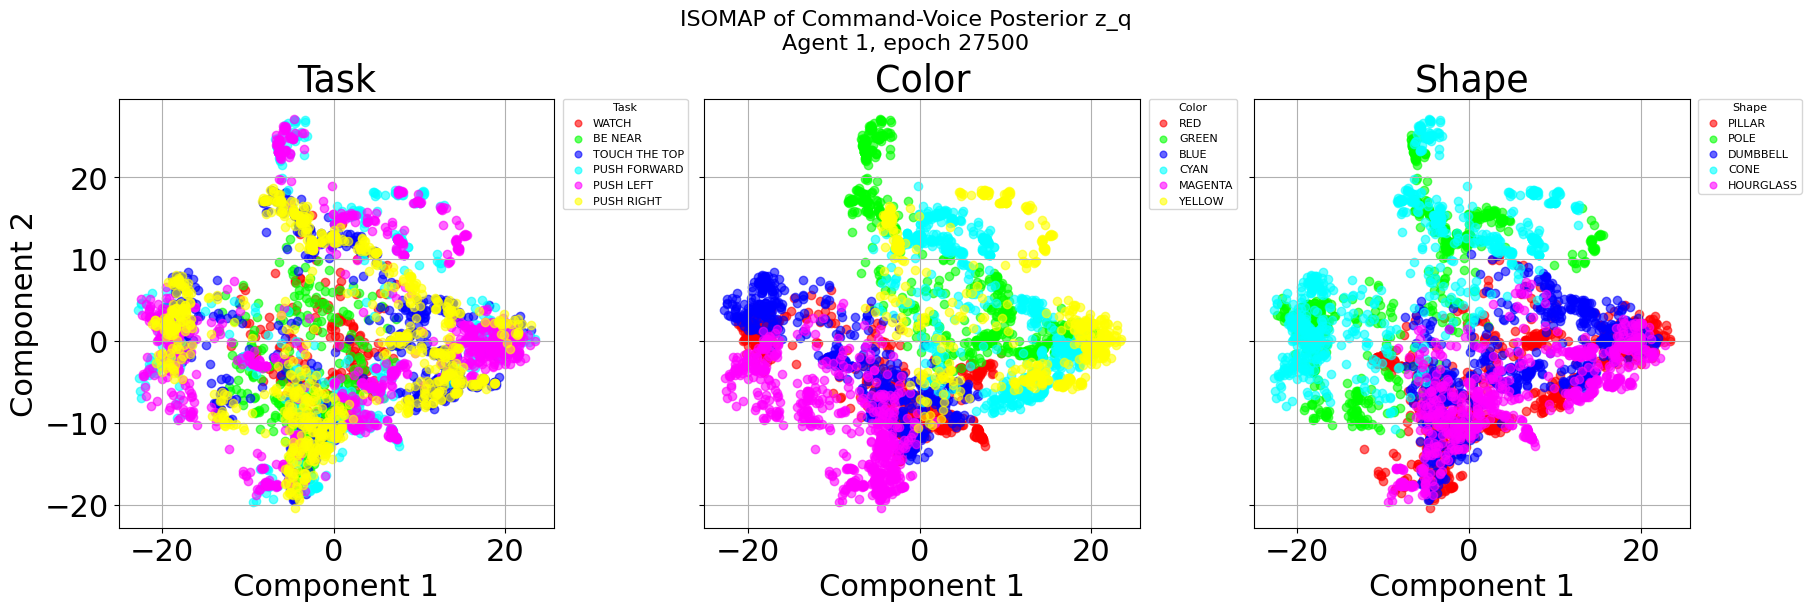 ISOMAP of Command-Voice Posterior z_q
Agent 1, epoch 27500
Task
Component 2
20
10
0
−10
−20
−20 0 20
Component 1
Task
WATCH
BE NEAR
TOUCH THE TOP
PUSH FORWARD
PUSH LEFT
PUSH RIGHT
Color
−20 0 20
Component 1
Color
RED
GREEN
BLUE
CYAN
MAGENTA
YELLOW
Shape
−20 0 20
Component 1
Shape
PILLAR
POLE
DUMBBELL
CONE
HOURGLASS